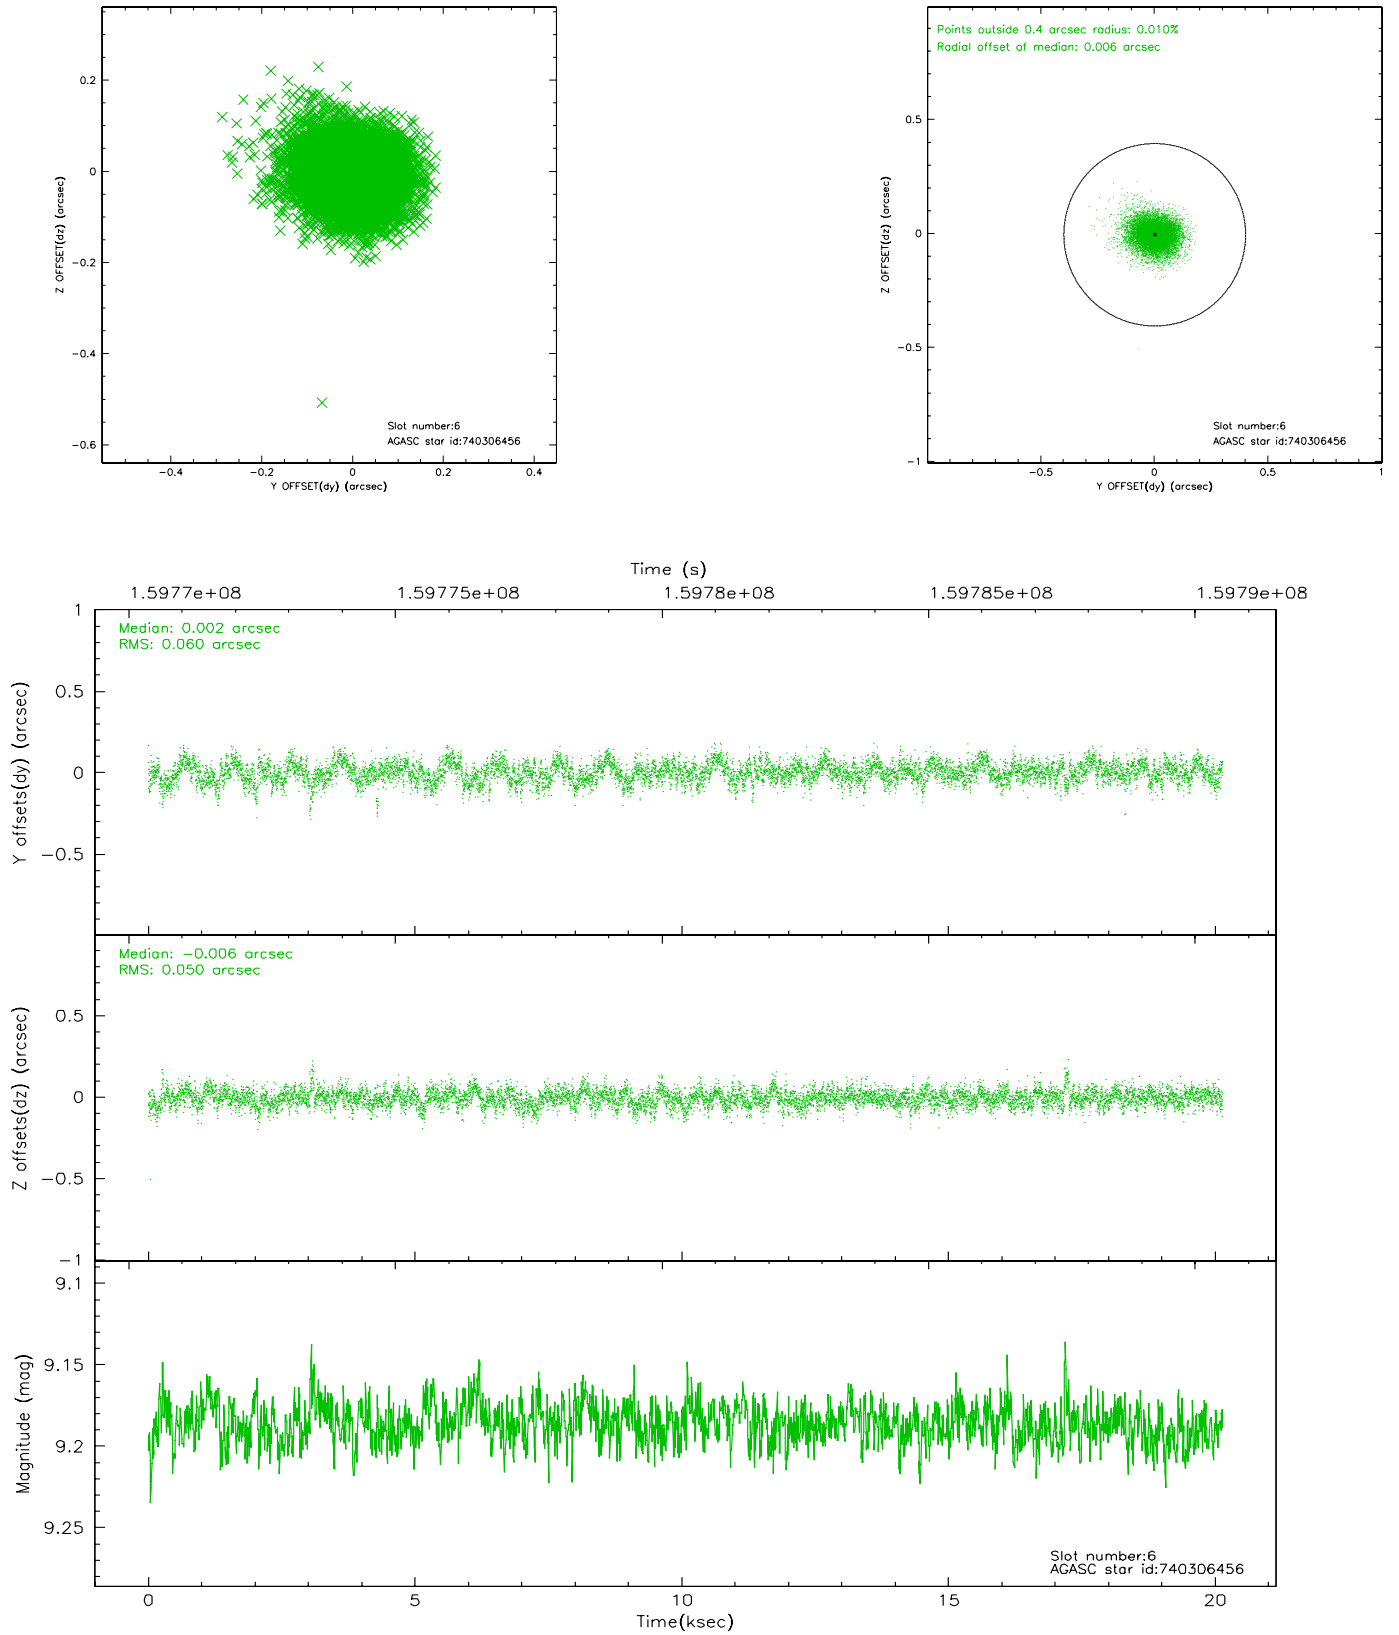 0.2
0
−0.2
−0.4
−0.6
Z OFFSET(dz) (arcsec)
Slot number:6
AGASC star id:740306456
−0.4
−0.2
0
0.2
0.4
Y OFFSET(dy) (arcsec)
Points outside 0.4 arcsec radius: 0.010%
Radial offset of median: 0.006 arcsec
0.5
0
−0.5
−1
Z OFFSET(dz) (arcsec)
Slot number:6
AGASC star id:740306456
−0.5
0
0.5
1
Y OFFSET(dy) (arcsec)
Time (s)
1.5977e+08
1.59775e+08
1.5978e+08
1.59785e+08
1.5979e+08
Median: 0.002 arcsec
RMS: 0.060 arcsec
1
0.5
0
−0.5
Y offsets(dy) (arcsec)
Median: −0.006 arcsec
RMS: 0.050 arcsec
0.5
0
−0.5
−1
Z offsets(dz) (arcsec)
9.1
9.15
9.2
9.25
Magnitude (mag)
Slot number:6
AGASC star id:740306456
0
5
10
15
20
Time(ksec)